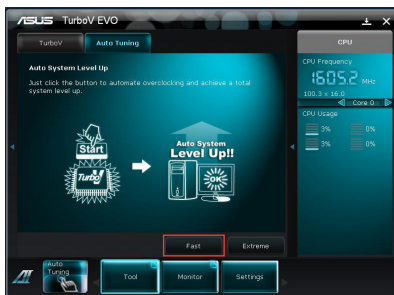 ASUS TurboV EVO
TurboV
Auto Tuning
CPU
Auto System Level Up
Just click the button to automate overclocking and achieve a total
system level up.
CPU Frequency
1605.2 MHz
100.3 x 16.0
Core 0
CPU Usage:
3% 0%
3% 0%
Start
Turbo!
Auto System
Level Up!!
OK
Fast
Extreme
Auto
Tuning
Tool
Monitor
Settings